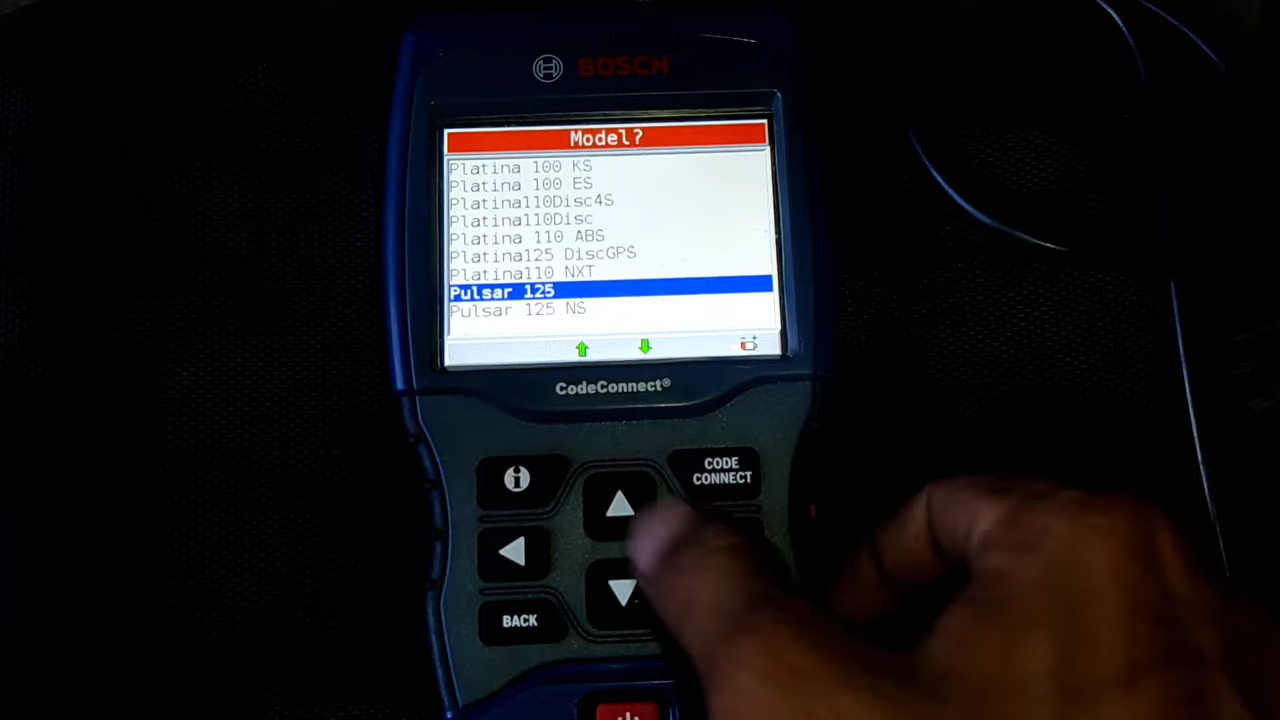 BOSCH
Model?
Platina 100 KS
Platina 100 ES
Platina110Disc4S
Platina110Disc
Platina 110 ABS
Platina125 DiscGPS
Platina110 NXT
Pulsar 125
Pulsar 125 NS
CodeConnect®
CODE
CONNECT
BACK